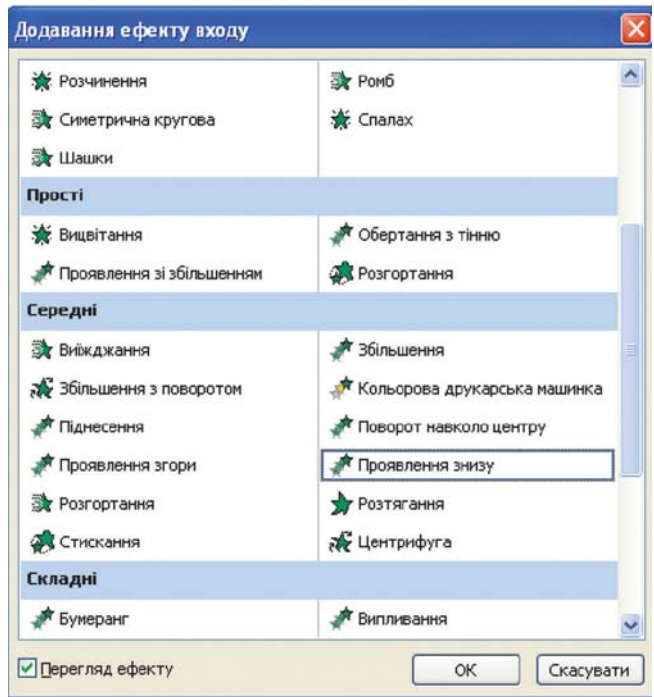 Додавання ефекту входу
Розчинення Ромб
Симетрична кругова Спалах
Шашки
Прості
Вицвітання Обертання з тінню
Проявлення зі збільшенням Розгортання
Середні
Виїжджання Збільшення
Збільшення з поворотом Кольорова друкарська машинка
Піднесення Поворот навколо центру
Проявлення згори Проявлення знизу
Розгортання Розтягання
Стискання Центрифуга
Складні
Бумеранг Випливання
Перегляд ефекту OK Скасувати